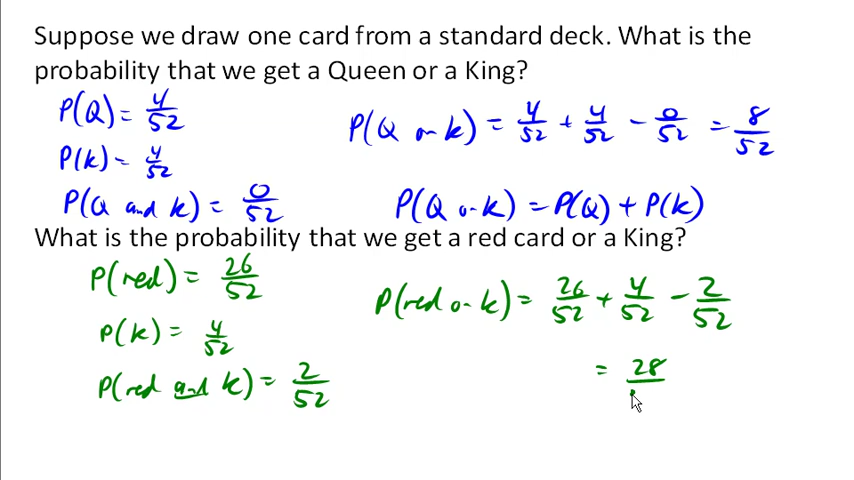 Suppose we draw one card from a standard deck. What is the
probability that we get a Queen or a King?
P(Q) = 4/52
P(Q or k) = 4/52 + 4/52 - 0/52 = 8/52
P(k) = 4/52
P(Q and k) = 0/52
P(Q or k) = P(Q) + P(k)
What is the probability that we get a red card or a King?
P(red) = 26/52
P(red or k) = 26/52 + 4/52 - 2/52
P(k) = 4/52
P(red and k) = 2/52
= 28/